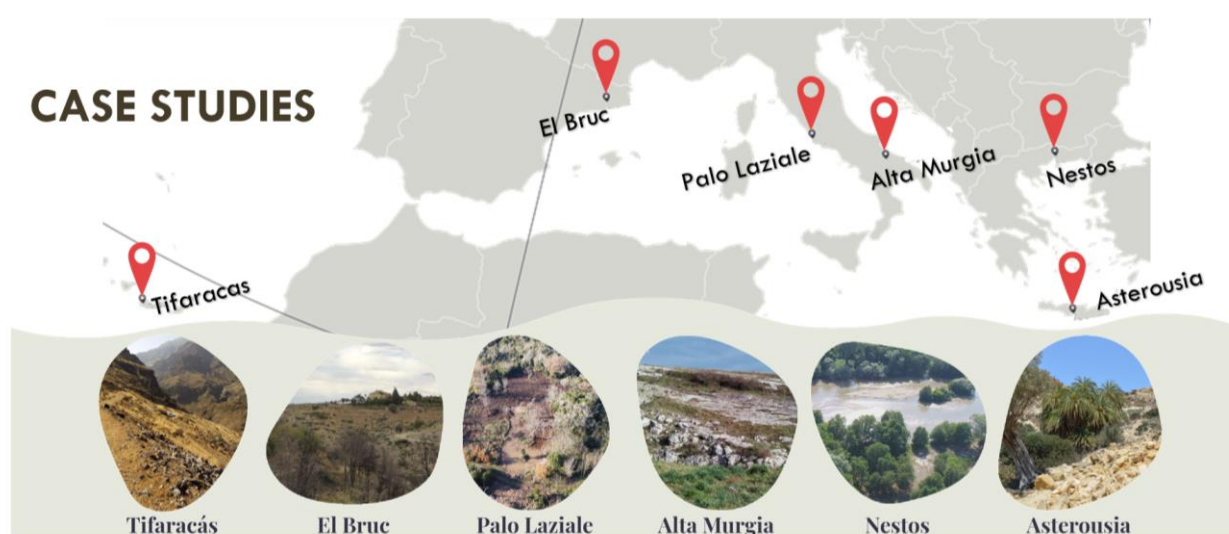 CASE STUDIES
El Bruc
Palo Laziale
Alta Murgia
Nestos
Tifaracas
Asterousia
Tifaracás
El Bruc
Palo Laziale
Alta Murgia
Nestos
Asterousia